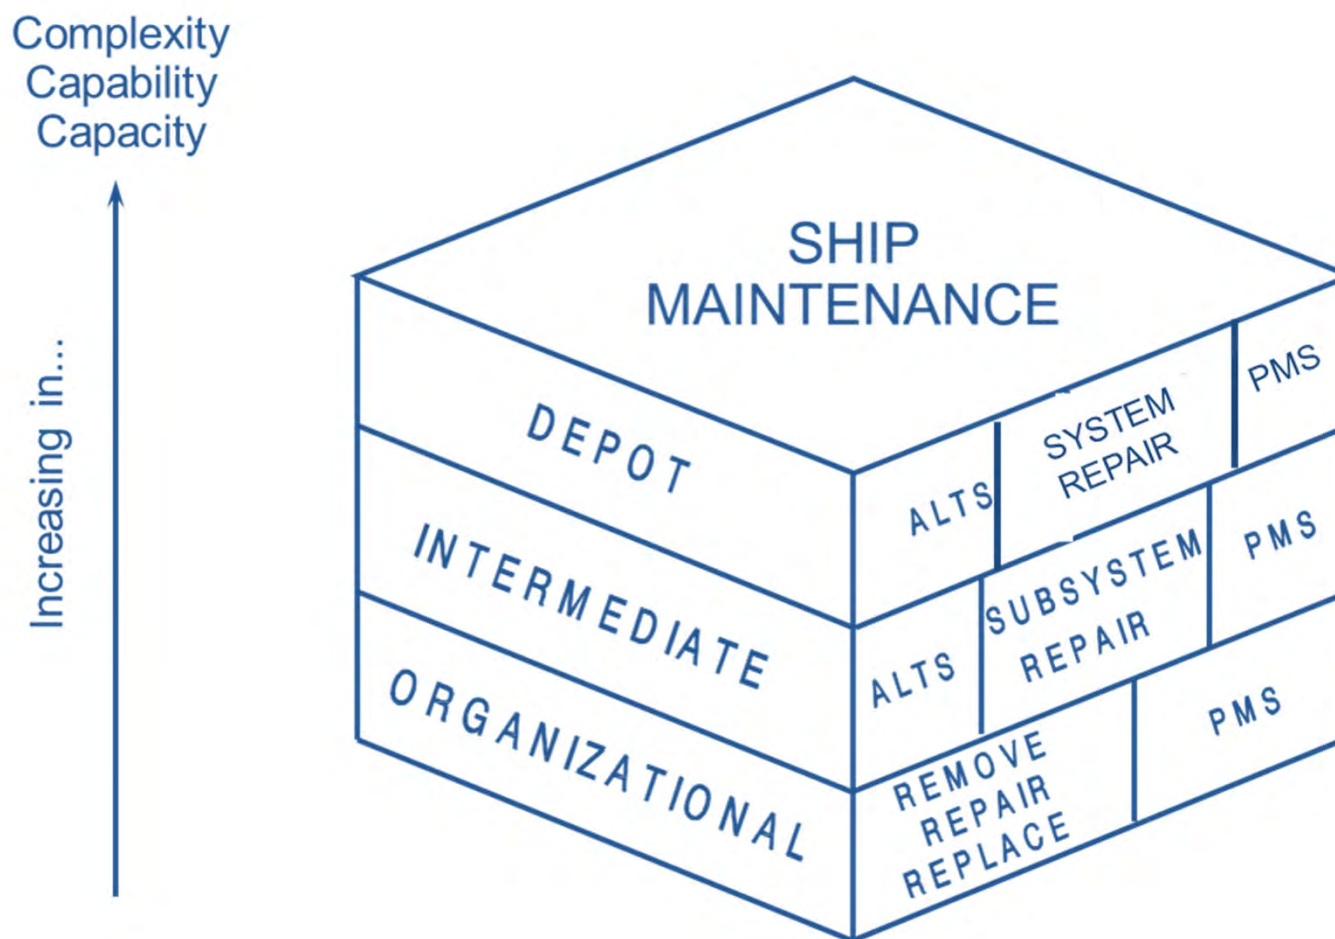 Complexity
Capability
Capacity
Increasing in...
SHIP
MAINTENANCE
DEPOT
INTERMEDIATE
ORGANIZATIONAL
ALTS
SYSTEM
REPAIR
PMS
ALTS
SUBSYSTEM
REPAIR
PMS
REMOVE
REPAIR
REPLACE
PMS